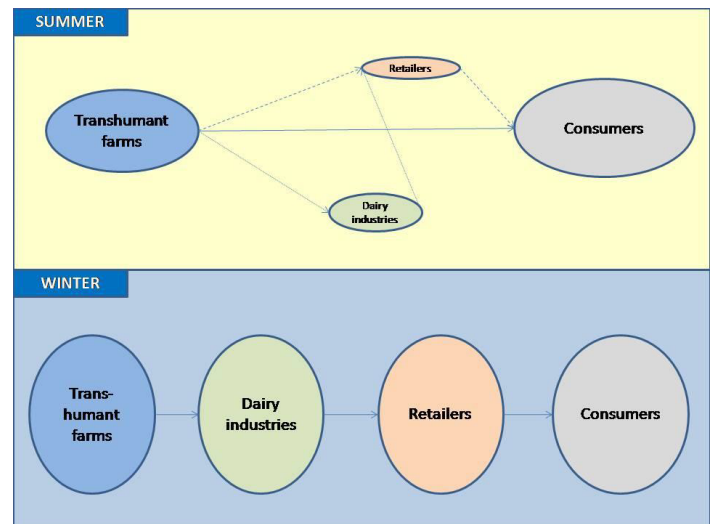 SUMMER
Retailers
Transhumant
farms
Consumers
Dairy
industries
WINTER
Trans-
humant
farms
Dairy
industries
Retailers
Consumers